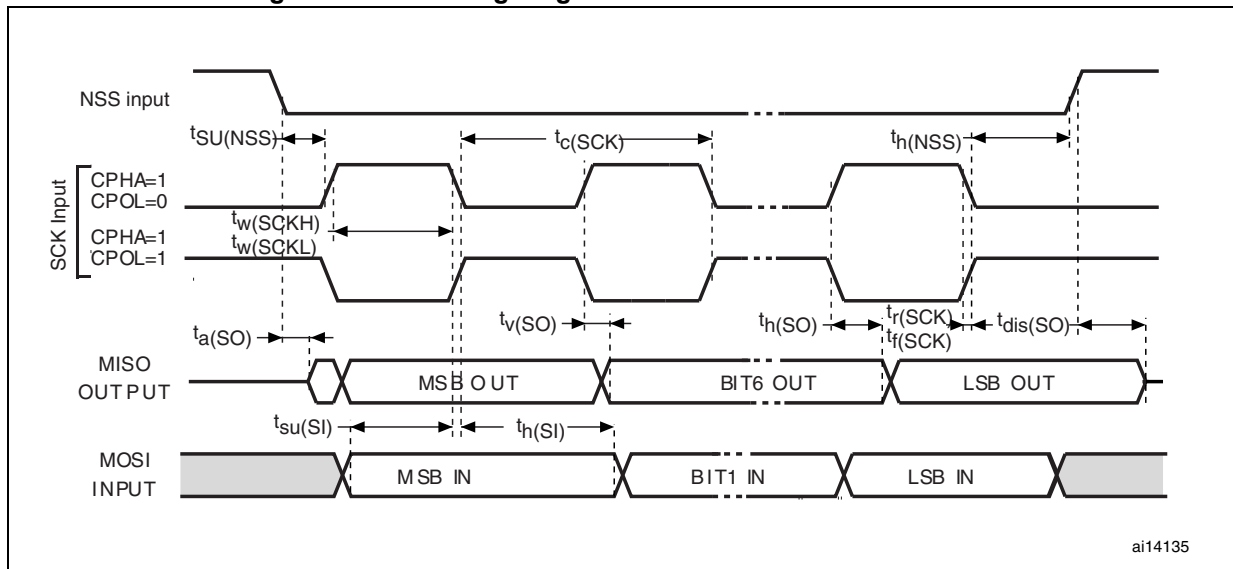 NSS input
tSU(NSS)
tc(SCK)
th(NSS)
SCK Input
CPHA=1
CPOL=0
tw(SCKH)
CPHA=1
tw(SCKL)
CPOL=1
ta(SO)
tv(SO)
th(SO)
tr(SCK)
tf(SCK)
tdis(SO)
MISO
OUTPUT
MSB OUT
BIT6 OUT
LSB OUT
tsu(SI)
th(SI)
MOSI
INPUT
MSB IN
BIT1 IN
LSB IN
ai14135